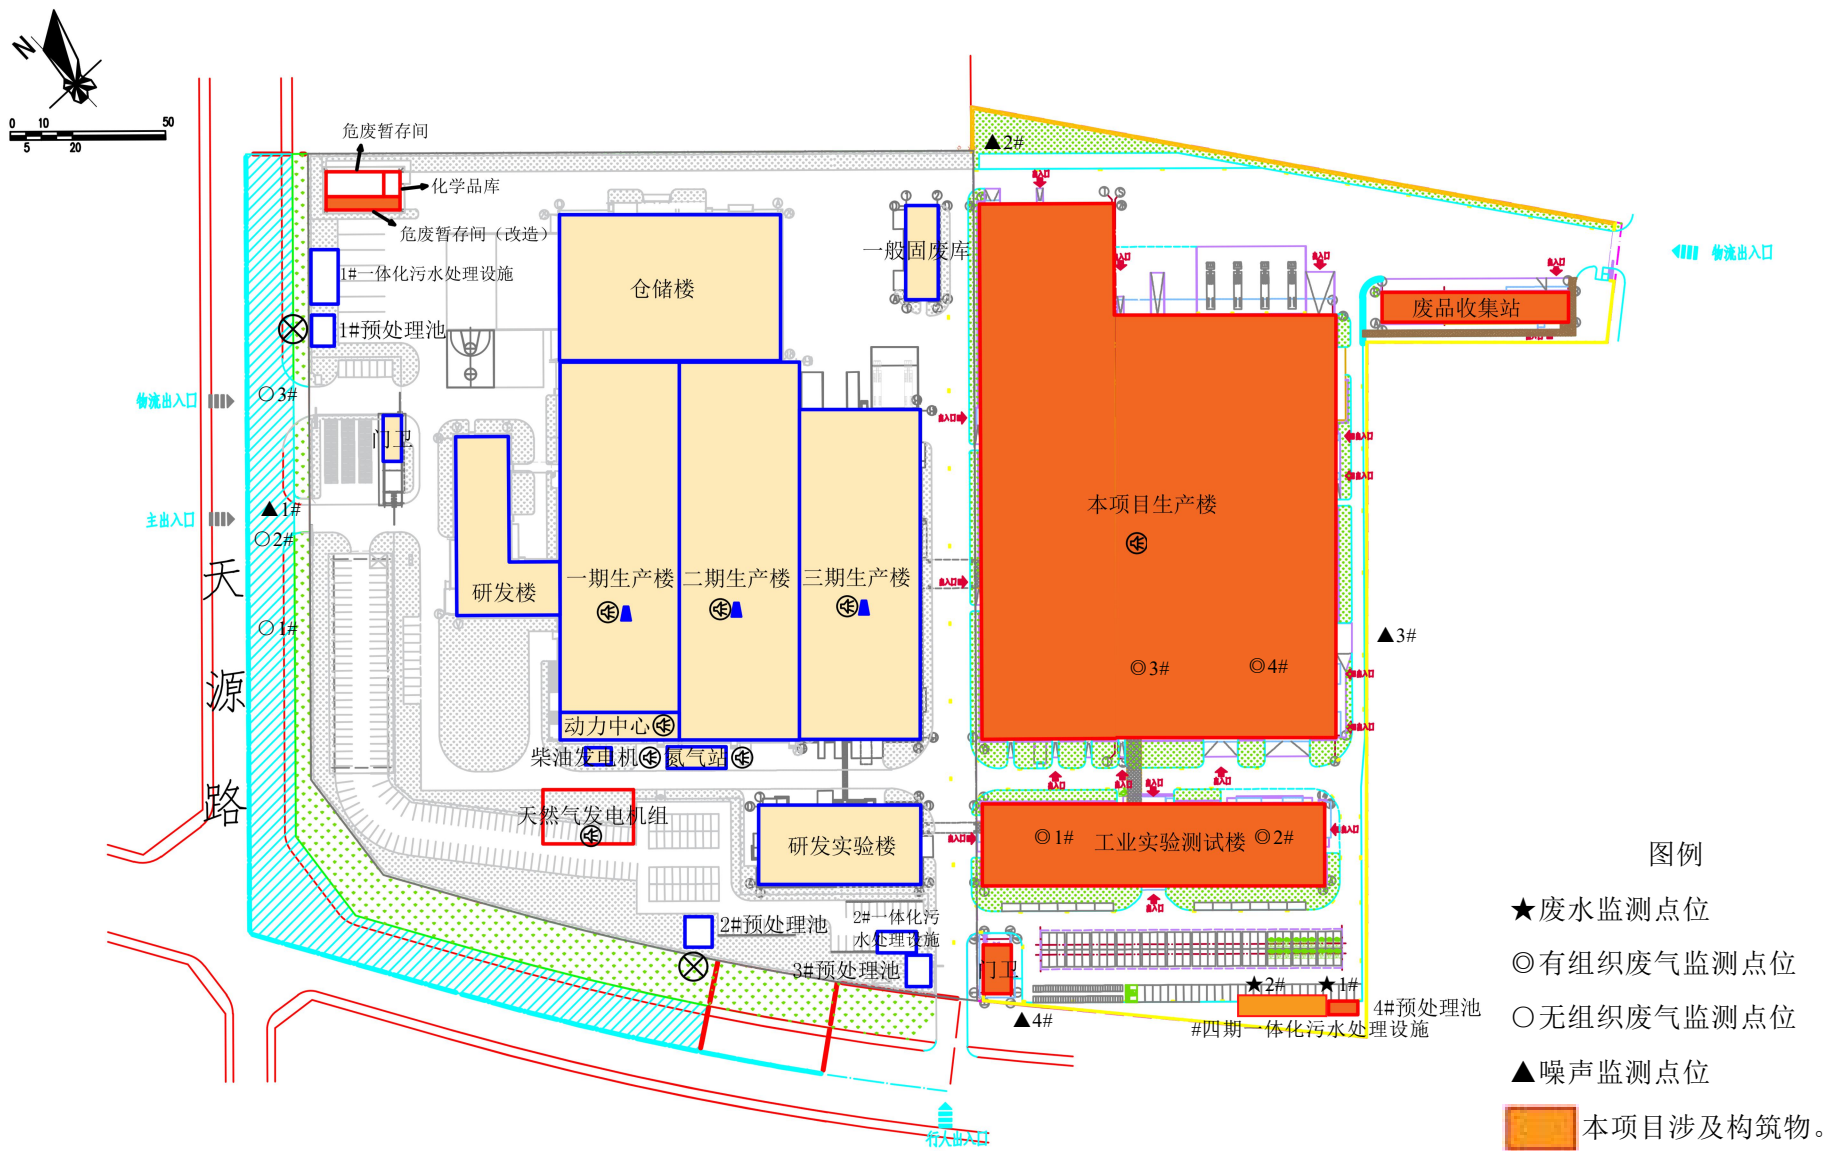 N
0 10 50
5 20
危废暂存间
化学品库
危废暂存间（改造）
1#一体化污水处理设施
1#预处理池
▲2#
一般固废库
仓储楼
物流出入口
废品收集站
○3#
物流出入口
门卫
▲1#
主出入口
○2#
天源路
○1#
研发楼
一期生产楼
二期生产楼
三期生产楼
本项目生产楼
▲3#
◎3#
◎4#
动力中心
柴油发电机
氮气站
天然气发电机组
研发实验楼
◎1#
工业实验测试楼
◎2#
2#预处理池
2#一体化污
水处理设施
3#预处理池
门卫
▲4#
★2#
★1#
4#预处理池
#四期一体化污水处理设施
行人出入口
图例
★废水监测点位
◎有组织废气监测点位
○无组织废气监测点位
▲噪声监测点位
本项目涉及构筑物。